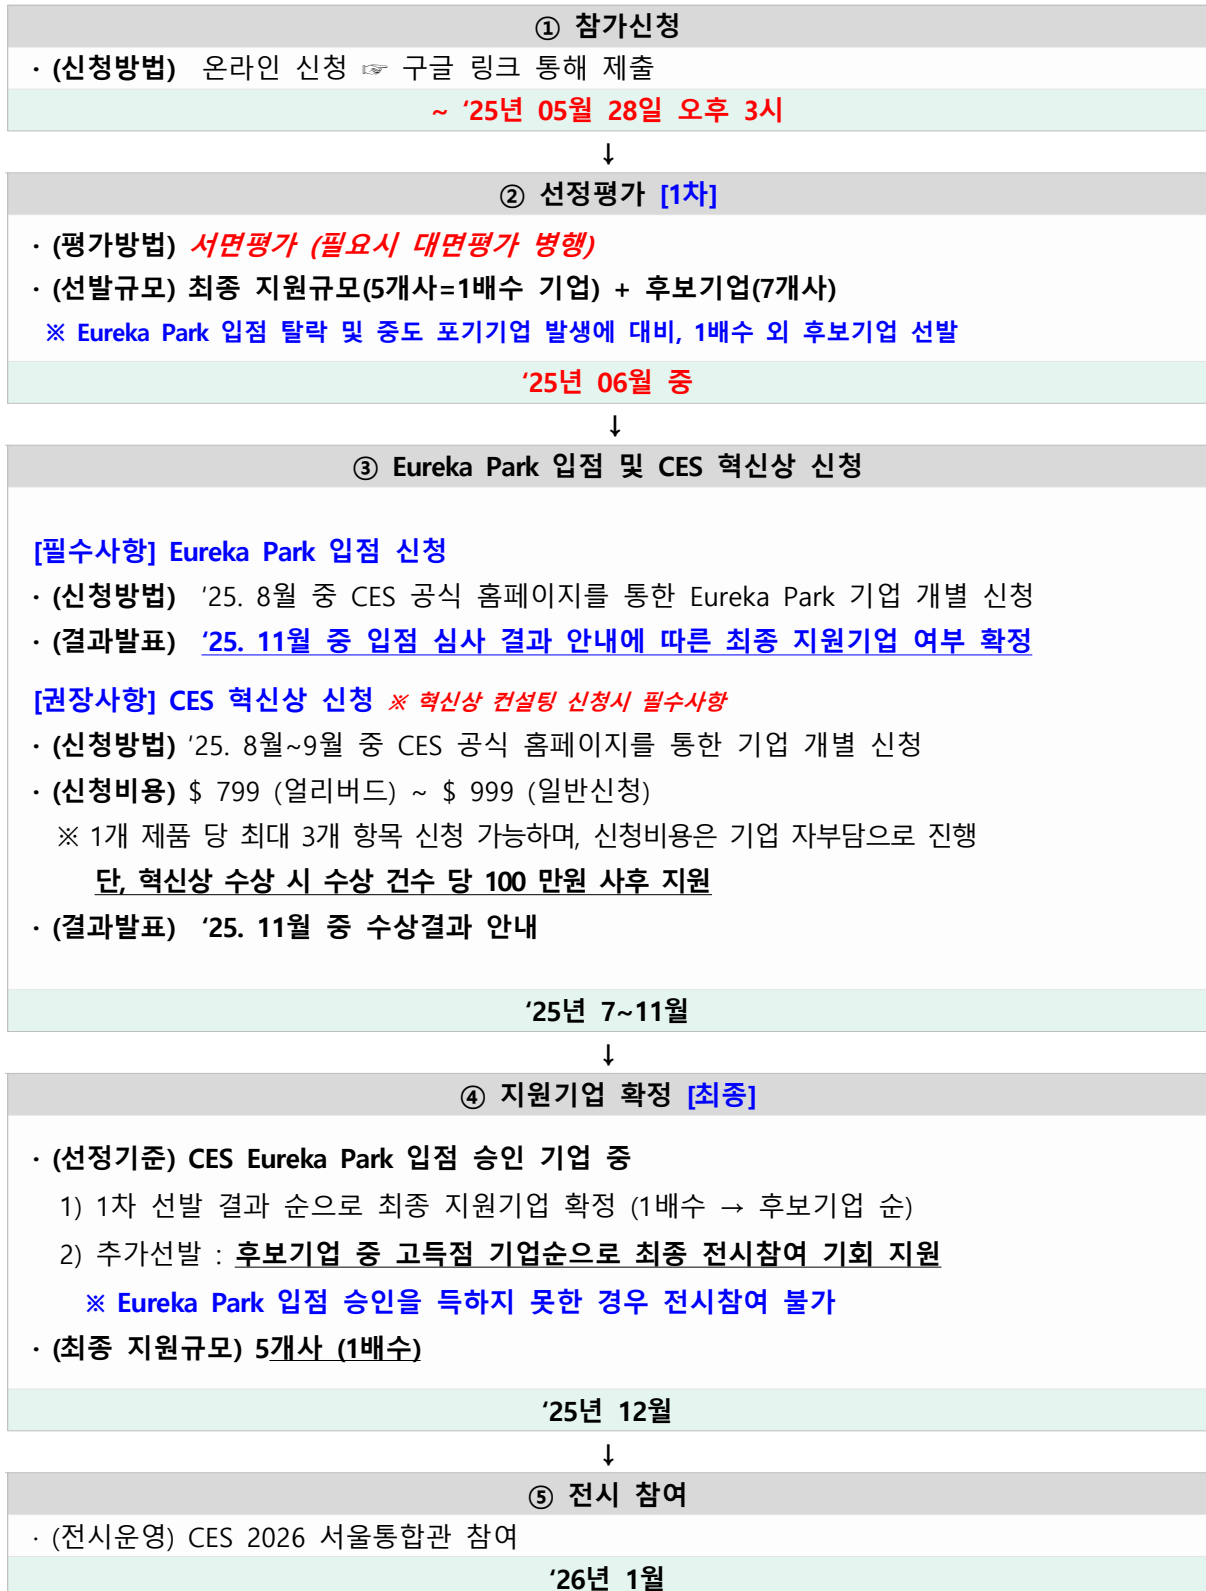 ① 참가신청
· (신청방법) 온라인 신청 ☞ 구글 링크 통해 제출
~ ‘25년 05월 28일 오후 3시
↓
② 선정평가 [1차]
· (평가방법) 서면평가 (필요시 대면평가 병행)
· (선발규모) 최종 지원규모(5개사=1배수 기업) + 후보기업(7개사)
※ Eureka Park 입점 탈락 및 중도 포기기업 발생에 대비, 1배수 외 후보기업 선발
‘25년 06월 중
↓
③ Eureka Park 입점 및 CES 혁신상 신청
[필수사항] Eureka Park 입점 신청
· (신청방법) ’25. 8월 중 CES 공식 홈페이지를 통한 Eureka Park 기업 개별 신청
· (결과발표) ‘25. 11월 중 입점 심사 결과 안내에 따른 최종 지원기업 여부 확정
[권장사항] CES 혁신상 신청 ※ 혁신상 컨설팅 신청시 필수사항
· (신청방법) ’25. 8월~9월 중 CES 공식 홈페이지를 통한 기업 개별 신청
· (신청비용) $ 799 (얼리버드) ~ $ 999 (일반신청)
※ 1개 제품 당 최대 3개 항목 신청 가능하며, 신청비용은 기업 자부담으로 진행
단, 혁신상 수상 시 수상 건수 당 100 만원 사후 지원
· (결과발표) ‘25. 11월 중 수상결과 안내
‘25년 7~11월
↓
④ 지원기업 확정 [최종]
· (선정기준) CES Eureka Park 입점 승인 기업 중
1) 1차 선발 결과 순으로 최종 지원기업 확정 (1배수 → 후보기업 순)
2) 추가선발 : 후보기업 중 고득점 기업순으로 최종 전시참여 기회 지원
※ Eureka Park 입점 승인을 득하지 못한 경우 전시참여 불가
· (최종 지원규모) 5개사 (1배수)
‘25년 12월
↓
⑤ 전시 참여
· (전시운영) CES 2026 서울통합관 참여
‘26년 1월